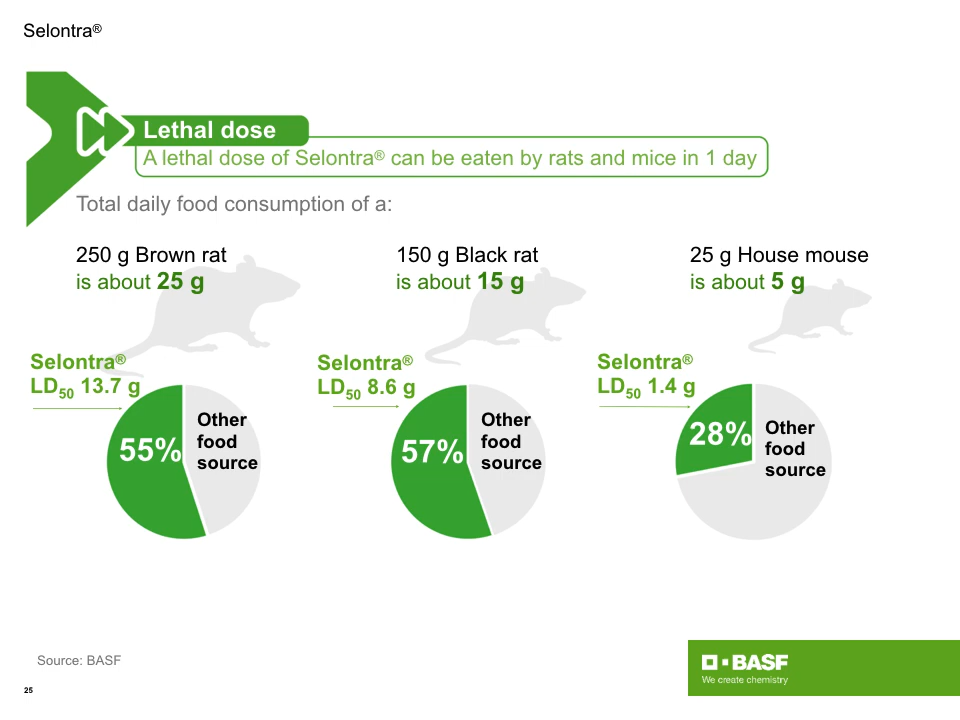 Selontra®
Lethal dose
A lethal dose of Selontra® can be eaten by rats and mice in 1 day
Total daily food consumption of a:
250 g Brown rat
is about 25 g
150 g Black rat
is about 15 g
25 g House mouse
is about 5 g
Selontra®
LD50 13.7 g
55%
Other
food
source
Selontra®
LD50 8.6 g
57%
Other
food
source
Selontra®
LD50 1.4 g
28%
Other
food
source
Source: BASF
BASF
We create chemistry
25